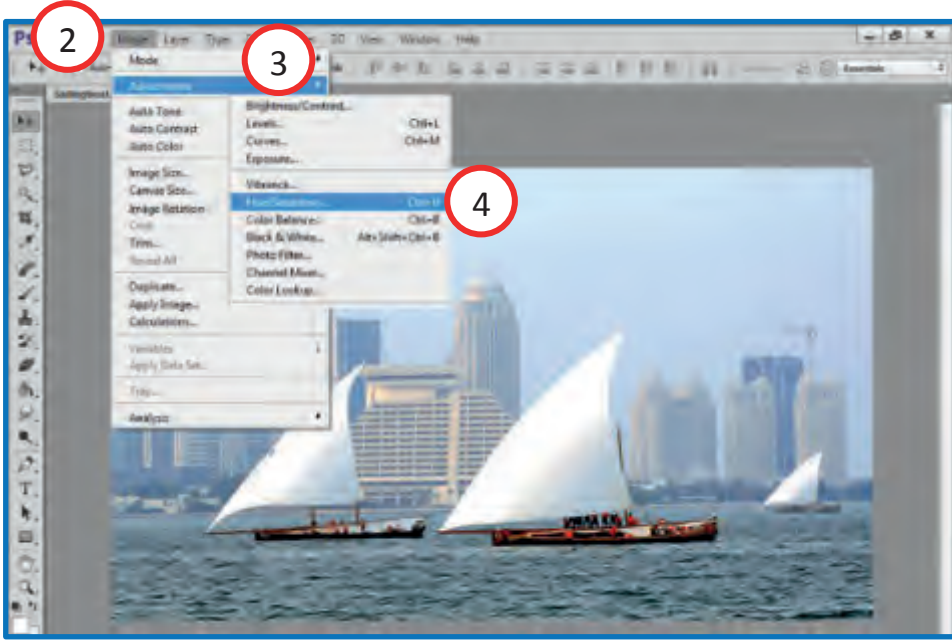 Ps 2 Image Layer Type 3 3D View Window Help
Essentials
Mode
Adjustments
Auto Tone
Auto Contrast
Auto Color
Image Size...
Canvas Size...
Image Rotation
Crop
Trim...
Reveal All
Duplicate...
Apply Image...
Calculations...
Variables
Apply Data Set...
Trap...
Analysis
Brightness/Contrast...
Levels... Ctrl+L
Curves... Ctrl+M
Exposure...
Vibrance...
Hue/Saturation... Ctrl+U 4
Color Balance... Ctrl+B
Black & White... Alt+Shift+Ctrl+B
Photo Filter...
Channel Mixer...
Color Lookup...